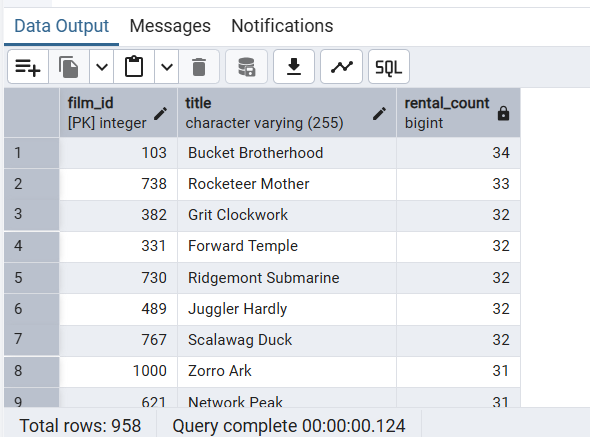 Data Output Messages Notifications
SQL
film_id title rental_count
[PK] integer character varying (255) bigint
1 103 Bucket Brotherhood 34
2 738 Rocketeer Mother 33
3 382 Grit Clockwork 32
4 331 Forward Temple 32
5 730 Ridgemont Submarine 32
6 489 Juggler Hardly 32
7 767 Scalawag Duck 32
8 1000 Zorro Ark 31
9 621 Network Peak 31
Total rows: 958 Query complete 00:00:00.124